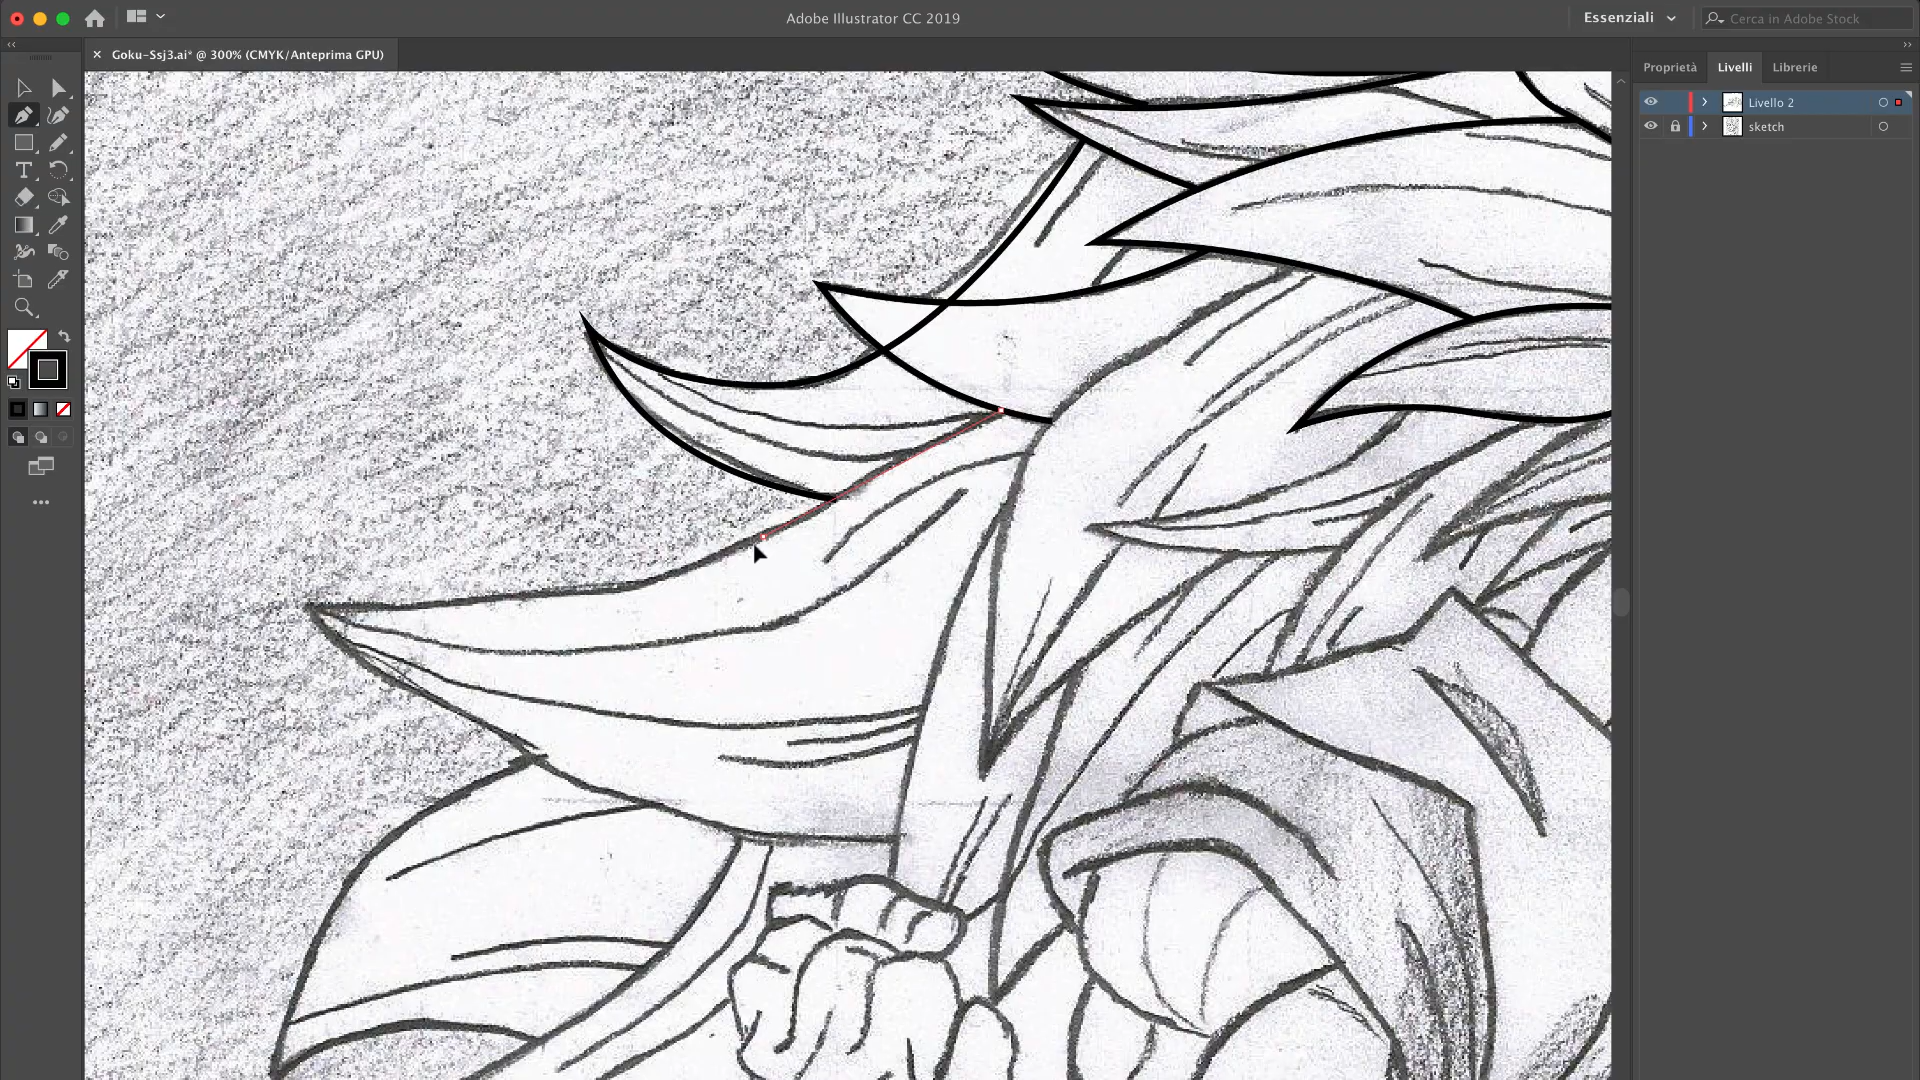 Adobe Illustrator CC 2019
Essenziali
Cerca in Adobe Stock
Goku-Ssj3.ai* @ 300% (CMYK/Anteprima GPU)
Proprietà
Livelli
Librerie
Livello 2
sketch